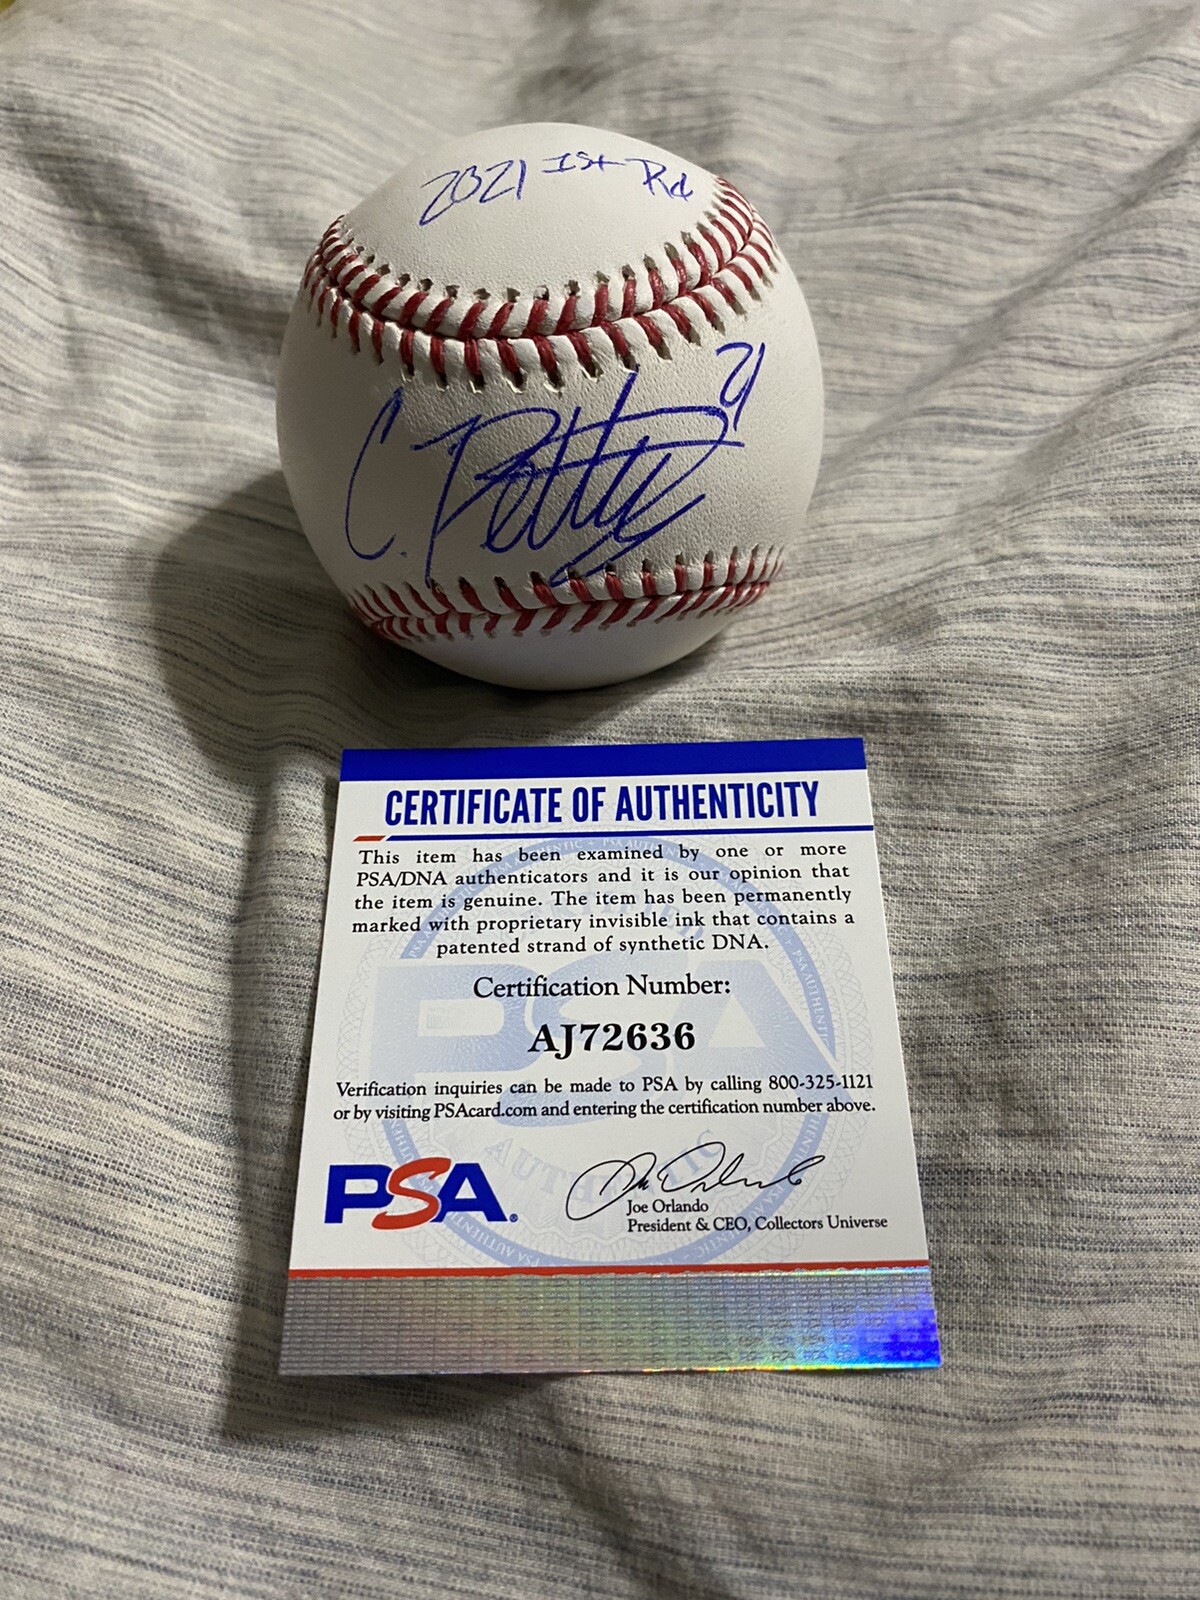 2021 1st Rd
C. Petty 21
CERTIFICATE OF AUTHENTICITY
This item has been examined by one or more
PSA/DNA authenticators and it is our opinion that
the item is genuine. The item has been permanently
marked with proprietary invisible ink that contains a
patented strand of synthetic DNA.
Certification Number:
AJ72636
Verification inquiries can be made to PSA by calling 800-325-1121
or by visiting PSAcard.com and entering the certification number above.
PSA
Joe Orlando
President & CEO, Collectors Universe